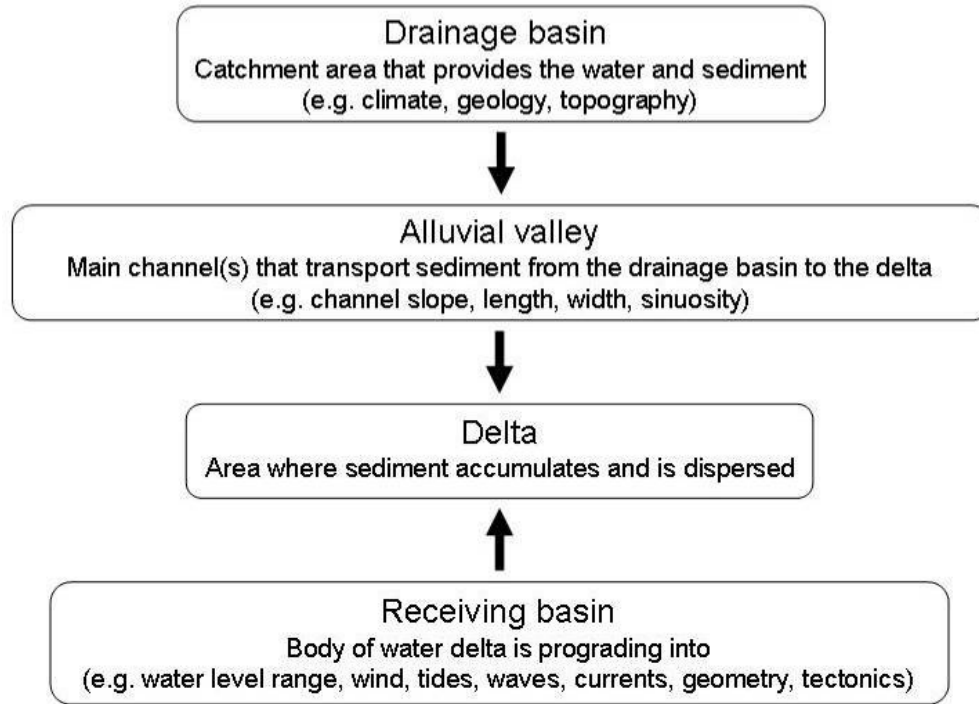 Drainage basin
Catchment area that provides the water and sediment
(e.g. climate, geology, topography)
Alluvial valley
Main channel(s) that transport sediment from the drainage basin to the delta
(e.g. channel slope, length, width, sinuosity)
Delta
Area where sediment accumulates and is dispersed
Receiving basin
Body of water delta is prograding into
(e.g. water level range, wind, tides, waves, currents, geometry, tectonics)